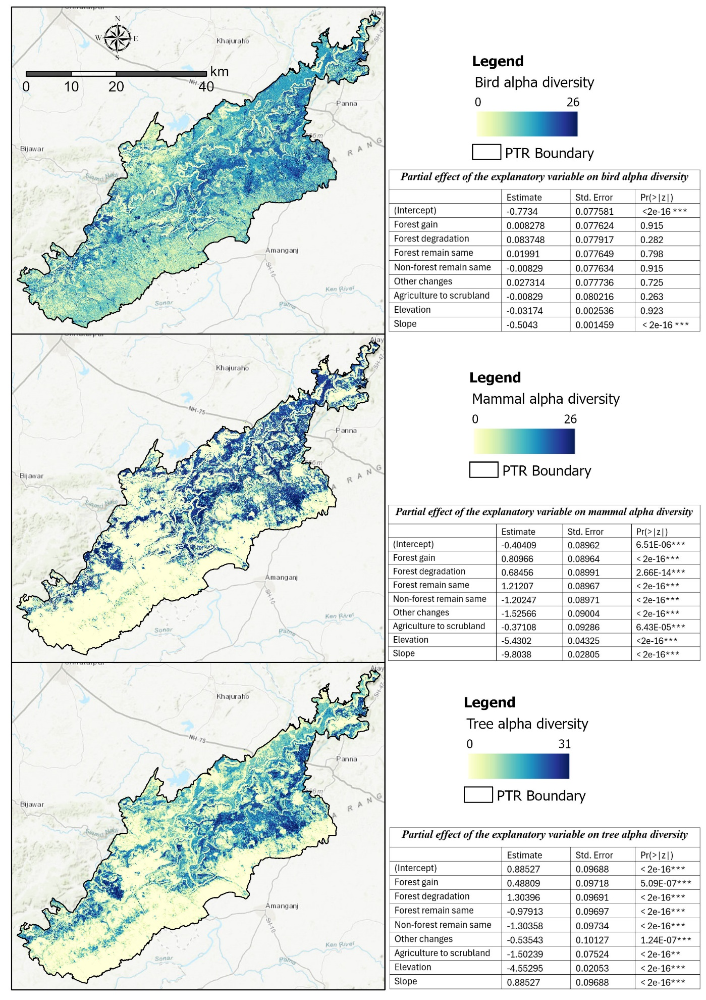 Khajuraho
Ajay
SH-47
N
W E
S
km
0 10 20 40
NH-
Panna
566 m
A R A N G
Bijawar
Siamri Nadi
Amanganj
SH-10
Ken River
Sonar
Patna
Legend
Bird alpha diversity
0 26
PTR Boundary
Partial effect of the explanatory variable on bird alpha diversity
Estimate Std. Error Pr(>|z|)
(Intercept) -0.7734 0.077581 <2e-16 ***
Forest gain 0.008278 0.077624 0.915
Forest degradation 0.083748 0.077917 0.282
Forest remain same 0.01991 0.077649 0.798
Non-forest remain same -0.00829 0.077634 0.915
Other changes 0.027314 0.077736 0.725
Agriculture to scrubland -0.00829 0.080216 0.263
Elevation -0.03174 0.002536 0.923
Slope -0.5043 0.001459 < 2e-16 ***
Ajay
Khajuraho
SH-47
NH-75
Panna
566 m
A R A N G
Bijawar
Siamri Nadi
Amanganj
SH-10
Ken River
Sonar
Patna
Legend
Mammal alpha diversity
0 26
PTR Boundary
Partial effect of the explanatory variable on mammal alpha diversity
Estimate Std. Error Pr(>|z|)
(Intercept) -0.40409 0.08962 6.51E-06***
Forest gain 0.80966 0.08964 < 2e-16***
Forest degradation 0.68456 0.08991 2.66E-14***
Forest remain same 1.21207 0.08967 < 2e-16***
Non-forest remain same -1.20247 0.08971 < 2e-16***
Other changes -1.52566 0.09004 < 2e-16***
Agriculture to scrubland -0.37108 0.09286 6.43E-05***
Elevation -5.4302 0.04325 <2e-16***
Slope -9.8038 0.02805 < 2e-16***
Ajay
Khajuraho
SH-47
NH-75
Panna
566 m
A R A N G
Bijawar
Siamri Nadi
Amanganj
SH-10
Ken River
Sonar
Patna
Legend
Tree alpha diversity
0 31
PTR Boundary
Partial effect of the explanatory variable on tree alpha diversity
Estimate Std. Error Pr(>|z|)
(Intercept) 0.88527 0.09688 < 2e-16***
Forest gain 0.48809 0.09718 5.09E-07***
Forest degradation 1.30396 0.09691 < 2e-16***
Forest remain same -0.97913 0.09697 < 2e-16***
Non-forest remain same -1.30358 0.09734 < 2e-16***
Other changes -0.53543 0.10127 1.24E-07***
Agriculture to scrubland -1.50239 0.07524 < 2e-16**
Elevation -4.55295 0.02053 < 2e-16***
Slope 0.88527 0.09688 < 2e-16***